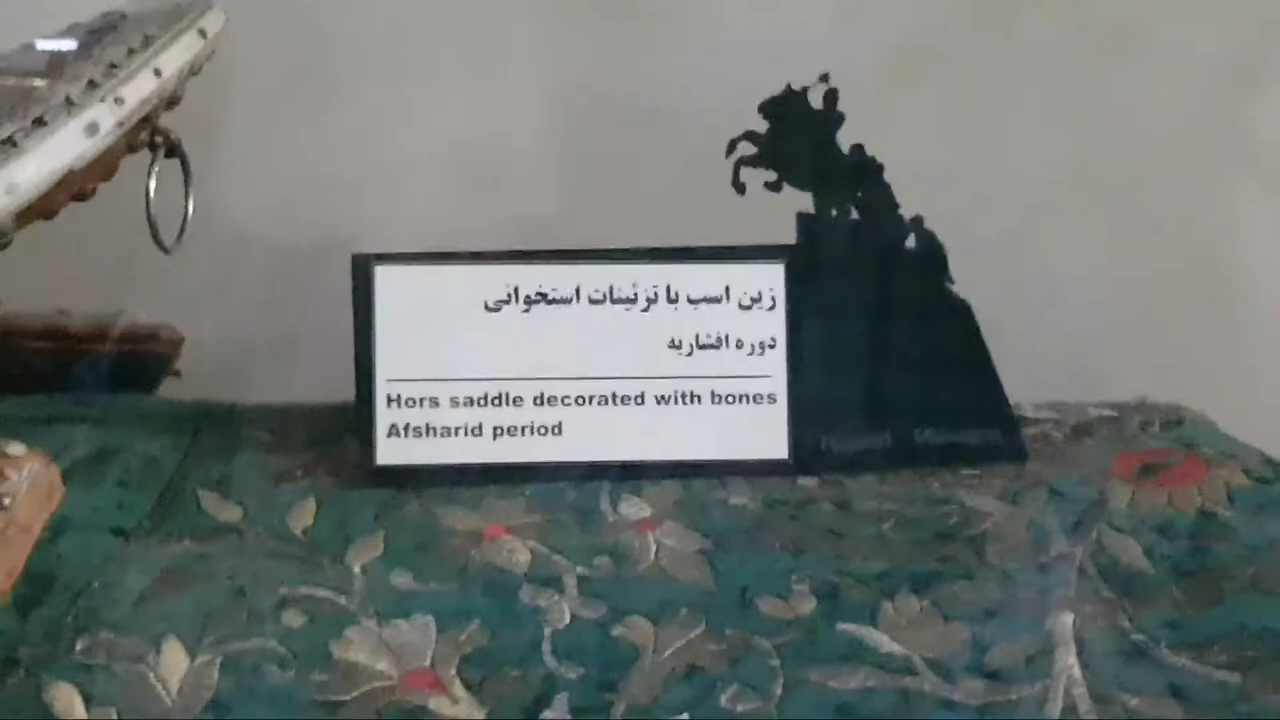 زین اسب با تزئینات استخوانی
دوره افشاریه
Hors saddle decorated with bones
Afsharid period